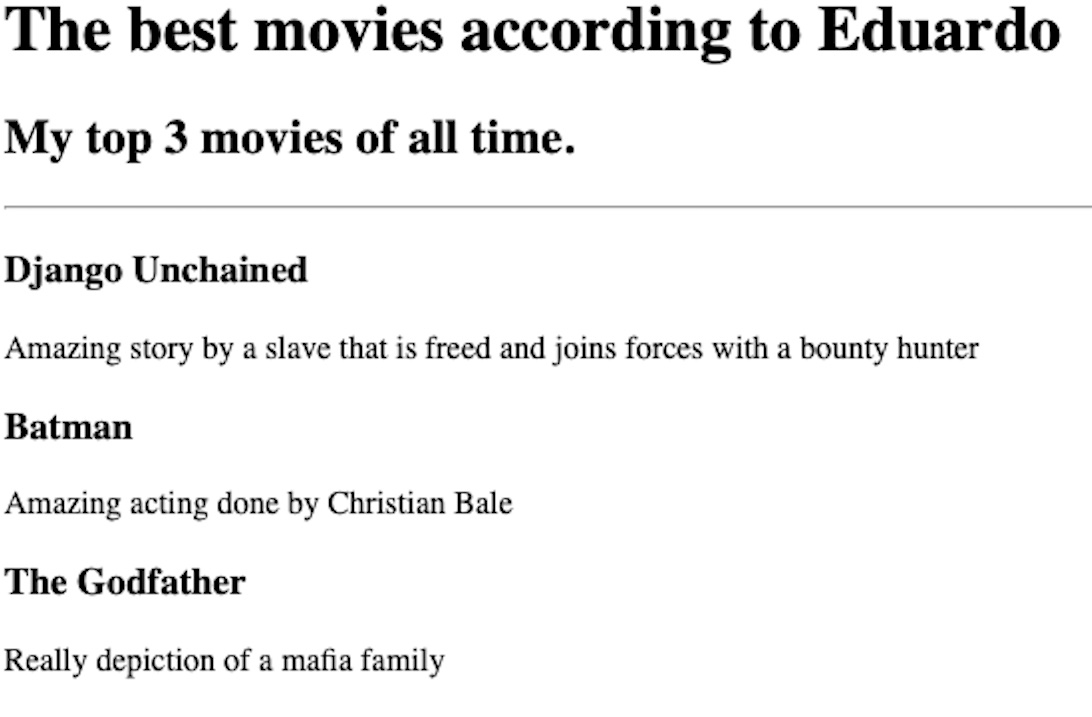 The best movies according to Eduardo
My top 3 movies of all time.
Django Unchained
Amazing story by a slave that is freed and joins forces with a bounty hunter
Batman
Amazing acting done by Christian Bale
The Godfather
Really depiction of a mafia family